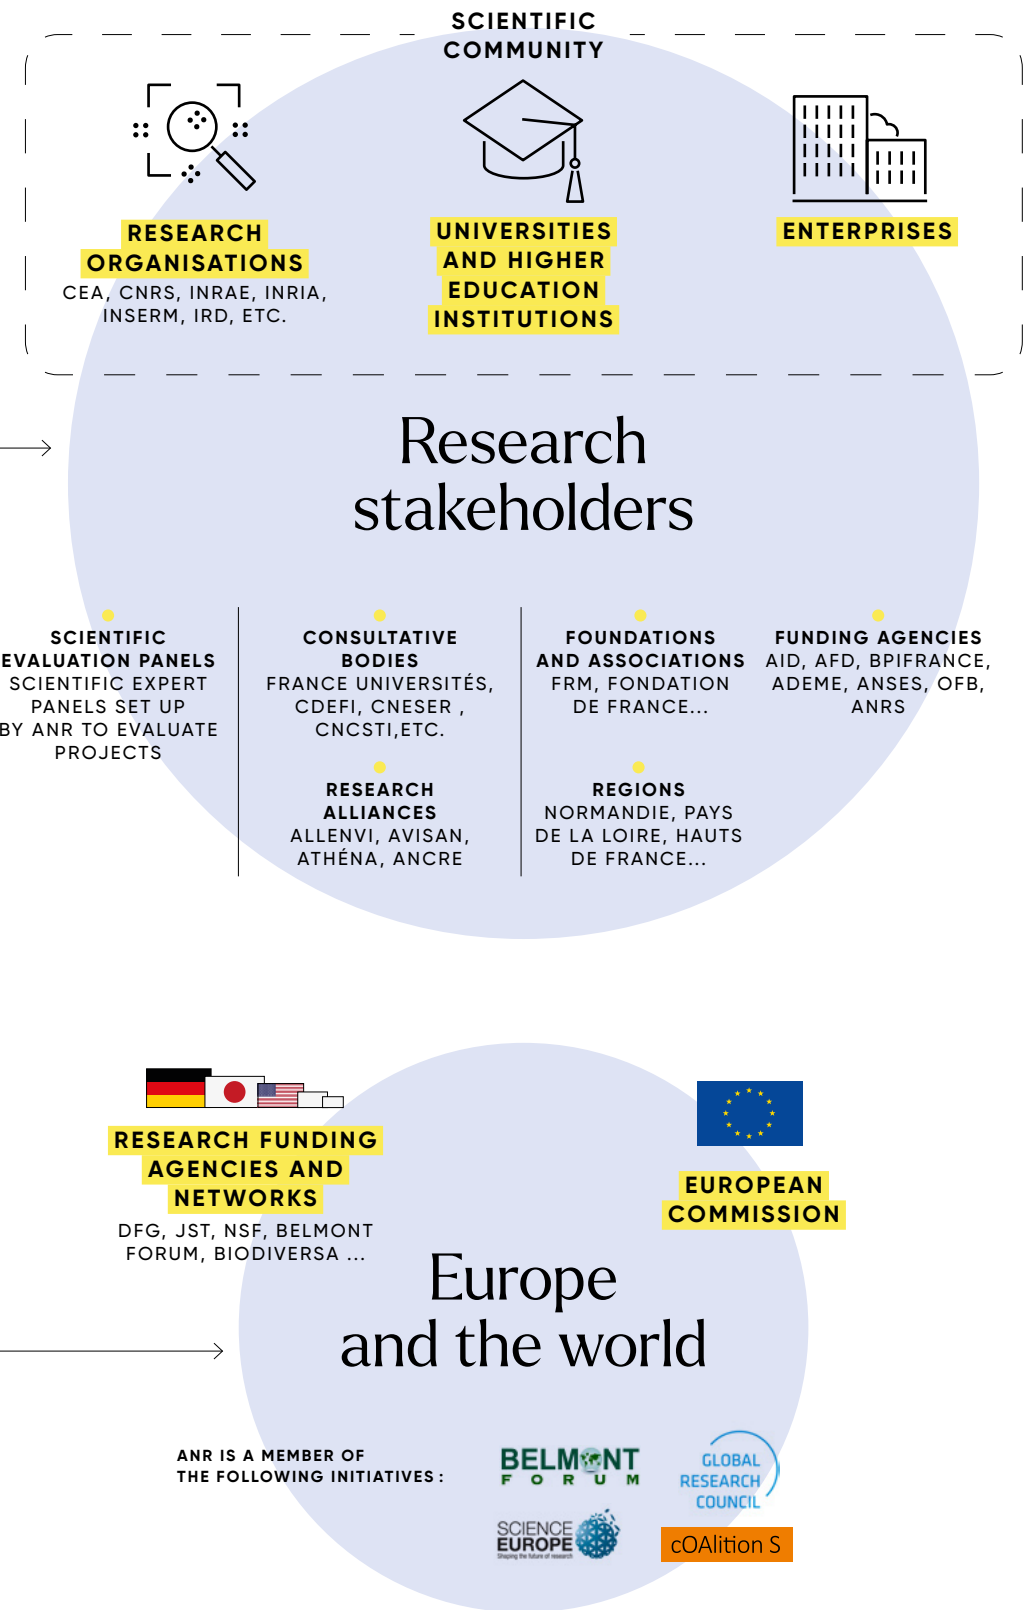 SCIENTIFIC
COMMUNITY
RESEARCH
ORGANISATIONS
CEA, CNRS, INRAE, INRIA,
INSERM, IRD, ETC.
UNIVERSITIES
AND HIGHER
EDUCATION
INSTITUTIONS
ENTERPRISES
Research
stakeholders
SCIENTIFIC
EVALUATION PANELS
SCIENTIFIC EXPERT
PANELS SET UP
BY ANR TO EVALUATE
PROJECTS
CONSULTATIVE
BODIES
FRANCE UNIVERSITÉS,
CDEFI, CNESER ,
CNCSTI,ETC.
RESEARCH
ALLIANCES
ALLENVI, AVISAN,
ATHÉNA, ANCRE
FOUNDATIONS
AND ASSOCIATIONS
FRM, FONDATION
DE FRANCE...
REGIONS
NORMANDIE, PAYS
DE LA LOIRE, HAUTS
DE FRANCE...
FUNDING AGENCIES
AID, AFD, BPIFRANCE,
ADEME, ANSES, OFB,
ANRS
RESEARCH FUNDING
AGENCIES AND
NETWORKS
DFG, JST, NSF, BELMONT
FORUM, BIODIVERSA ...
EUROPEAN
COMMISSION
Europe
and the world
ANR IS A MEMBER OF
THE FOLLOWING INITIATIVES :
BELMONT
FORUM
GLOBAL
RESEARCH
COUNCIL
SCIENCE
EUROPE
Shaping the future of research
cOAlition S